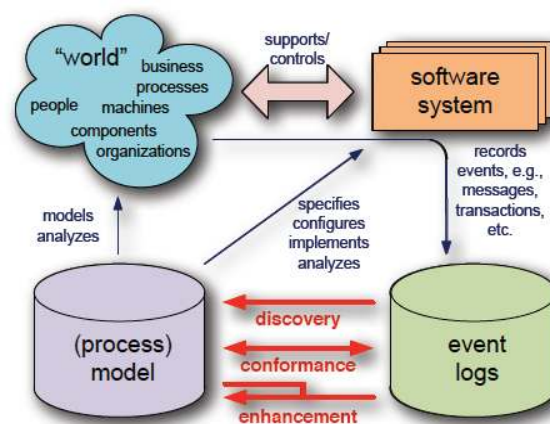 “world”
business
processes
people
machines
components
organizations
supports/
controls
software
system
records
events, e.g.,
messages,
transactions,
etc.
models
analyzes
specifies
configures
implements
analyzes
(process)
model
discovery
conformance
enhancement
event
logs